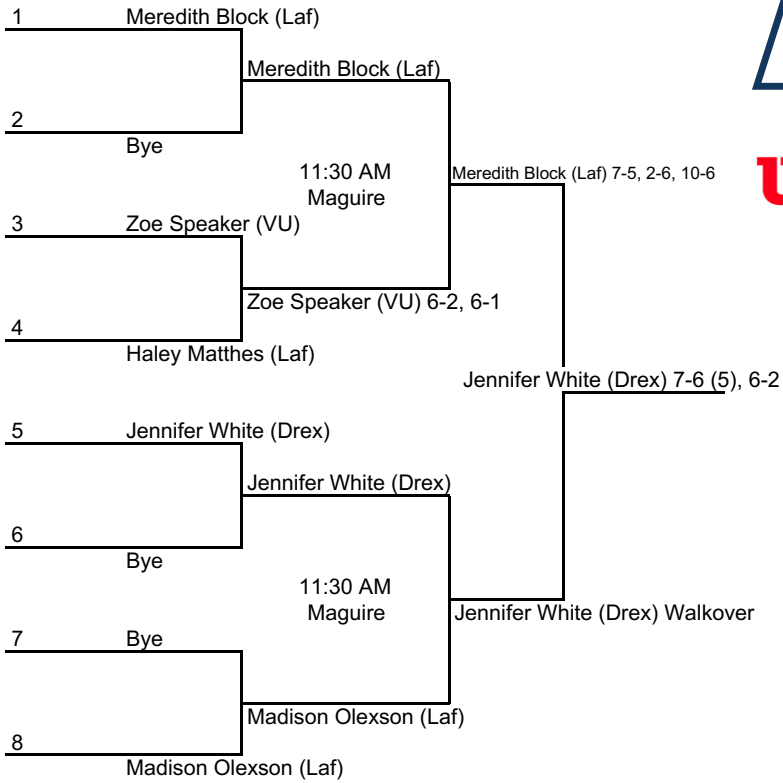 1 Meredith Block (Laf)
Meredith Block (Laf)
2
Bye
11:30 AM
Maguire
Meredith Block (Laf) 7-5, 2-6, 10-6
3 Zoe Speaker (VU)
Zoe Speaker (VU) 6-2, 6-1
4
Haley Matthes (Laf)
Jennifer White (Drex) 7-6 (5), 6-2
5 Jennifer White (Drex)
Jennifer White (Drex)
6
Bye
11:30 AM
Maguire
Jennifer White (Drex) Walkover
7 Bye
Madison Olexson (Laf)
8
Madison Olexson (Laf)